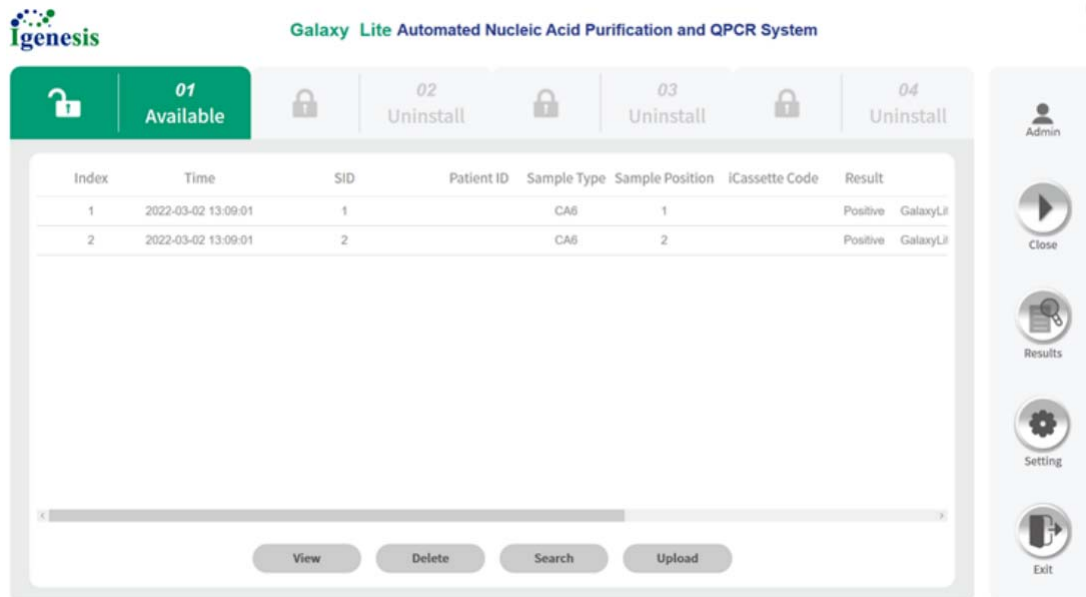 Igenesis
Galaxy Lite Automated Nucleic Acid Purification and QPCR System
01
Available
02
Uninstall
03
Uninstall
04
Uninstall
Admin
Index Time SID Patient ID Sample Type Sample Position iCassette Code Result
1 2022-03-02 13:09:01 1 CA6 1 Positive GalaxyLi
2 2022-03-02 13:09:01 2 CA6 2 Positive GalaxyLi
Close
Results
Setting
View Delete Search Upload
Exit